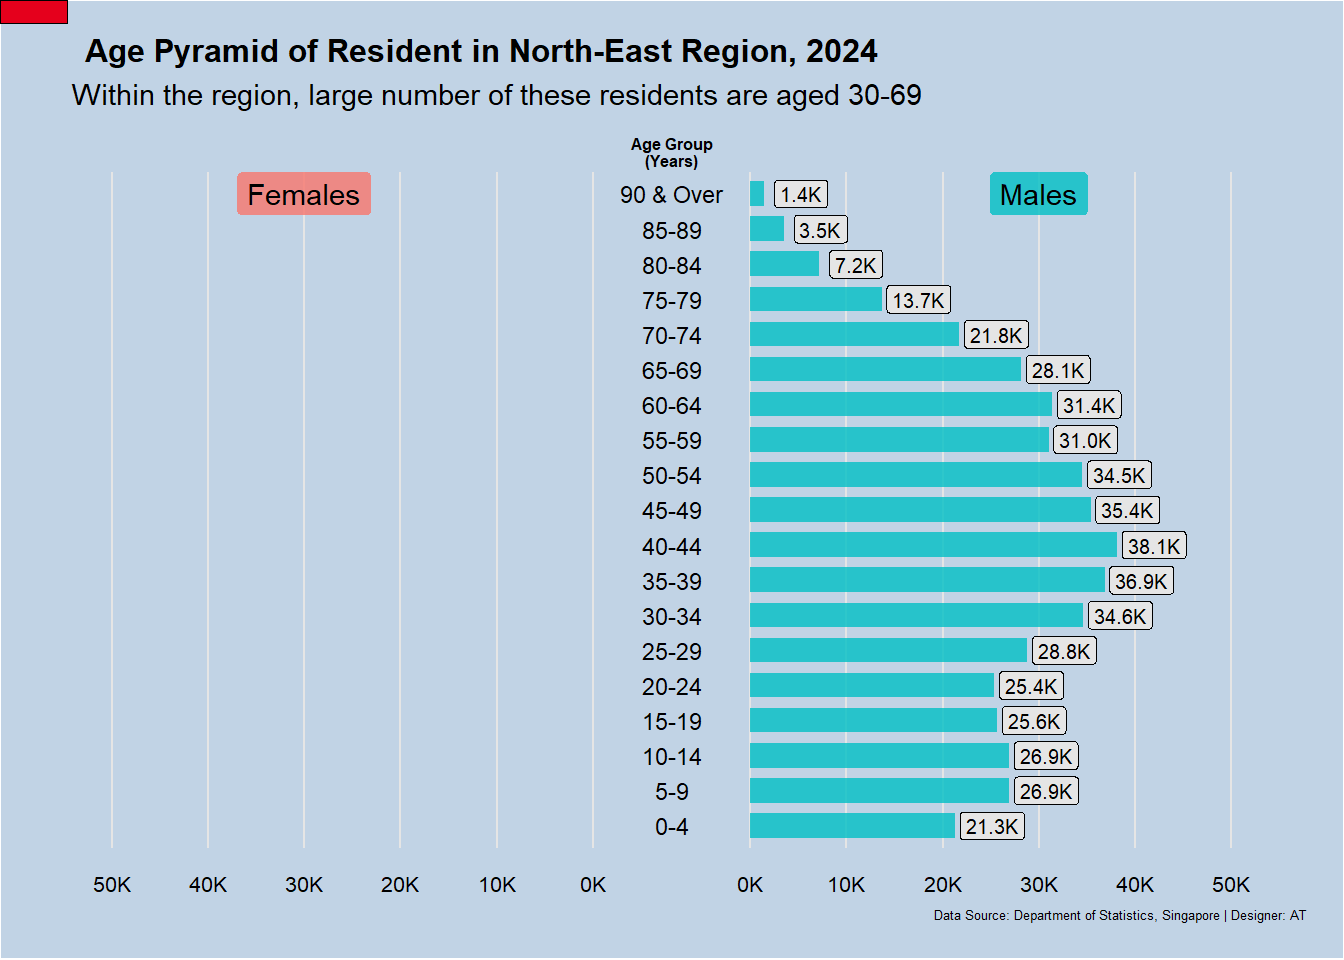 Age Pyramid of Resident in North-East Region, 2024
Within the region, large number of these residents are aged 30-69
Age Group
(Years)
Females
Males
90 & Over 1.4K
85-89 3.5K
80-84 7.2K
75-79 13.7K
70-74 21.8K
65-69 28.1K
60-64 31.4K
55-59 31.0K
50-54 34.5K
45-49 35.4K
40-44 38.1K
35-39 36.9K
30-34 34.6K
25-29 28.8K
20-24 25.4K
15-19 25.6K
10-14 26.9K
5-9 26.9K
0-4 21.3K
50K 40K 30K 20K 10K 0K 0K 10K 20K 30K 40K 50K
Data Source: Department of Statistics, Singapore | Designer: AT